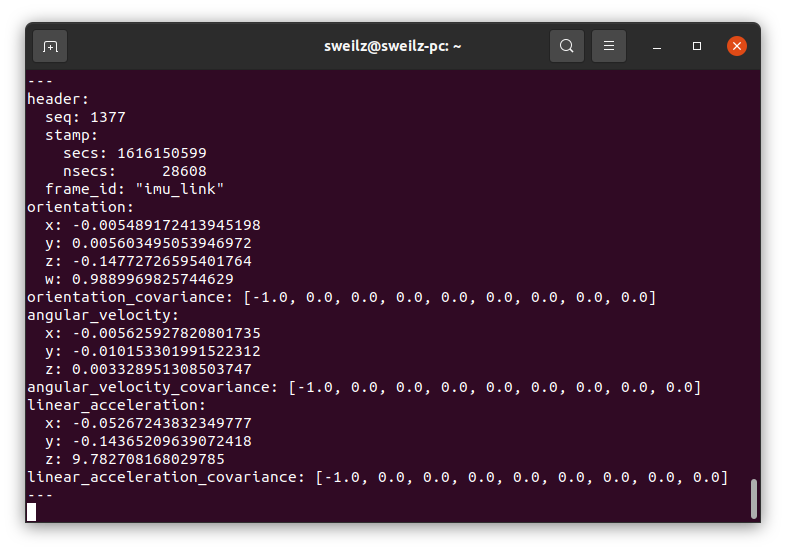 sweilz@sweilz-pc: ~
---
header:
  seq: 1377
  stamp:
    secs: 1616150599
    nsecs:     28608
  frame_id: "imu_link"
orientation:
  x: -0.005489172413945198
  y: 0.005603495053946972
  z: -0.14772726595401764
  w: 0.9889969825744629
orientation_covariance: [-1.0, 0.0, 0.0, 0.0, 0.0, 0.0, 0.0, 0.0, 0.0]
angular_velocity:
  x: -0.005625927820801735
  y: -0.010153301991522312
  z: 0.003328951308503747
angular_velocity_covariance: [-1.0, 0.0, 0.0, 0.0, 0.0, 0.0, 0.0, 0.0, 0.0]
linear_acceleration:
  x: -0.05267243832349777
  y: -0.14365209639072418
  z: 9.782708168029785
linear_acceleration_covariance: [-1.0, 0.0, 0.0, 0.0, 0.0, 0.0, 0.0, 0.0, 0.0]
---